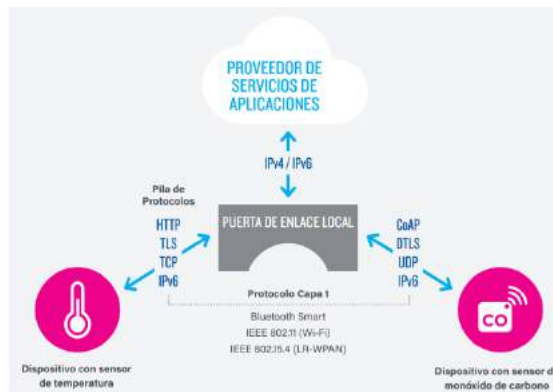 PROVEEDOR DE
SERVICIOS DE
APLICACIONES
IPv4 / IPv6
Pila de
Protocolos
HTTP
TLS
TCP
IPv6
PUERTA DE ENLACE LOCAL
CoAP
DTLS
UDP
IPv6
Protocolo Capa 1
Bluetooth Smart
IEEE 802.11 (Wi-Fi)
IEEE 802.15.4 (LR-WPAN)
Dispositivo con sensor
de temperatura
CO
Dispositivo con sensor d
monóxido de carbono